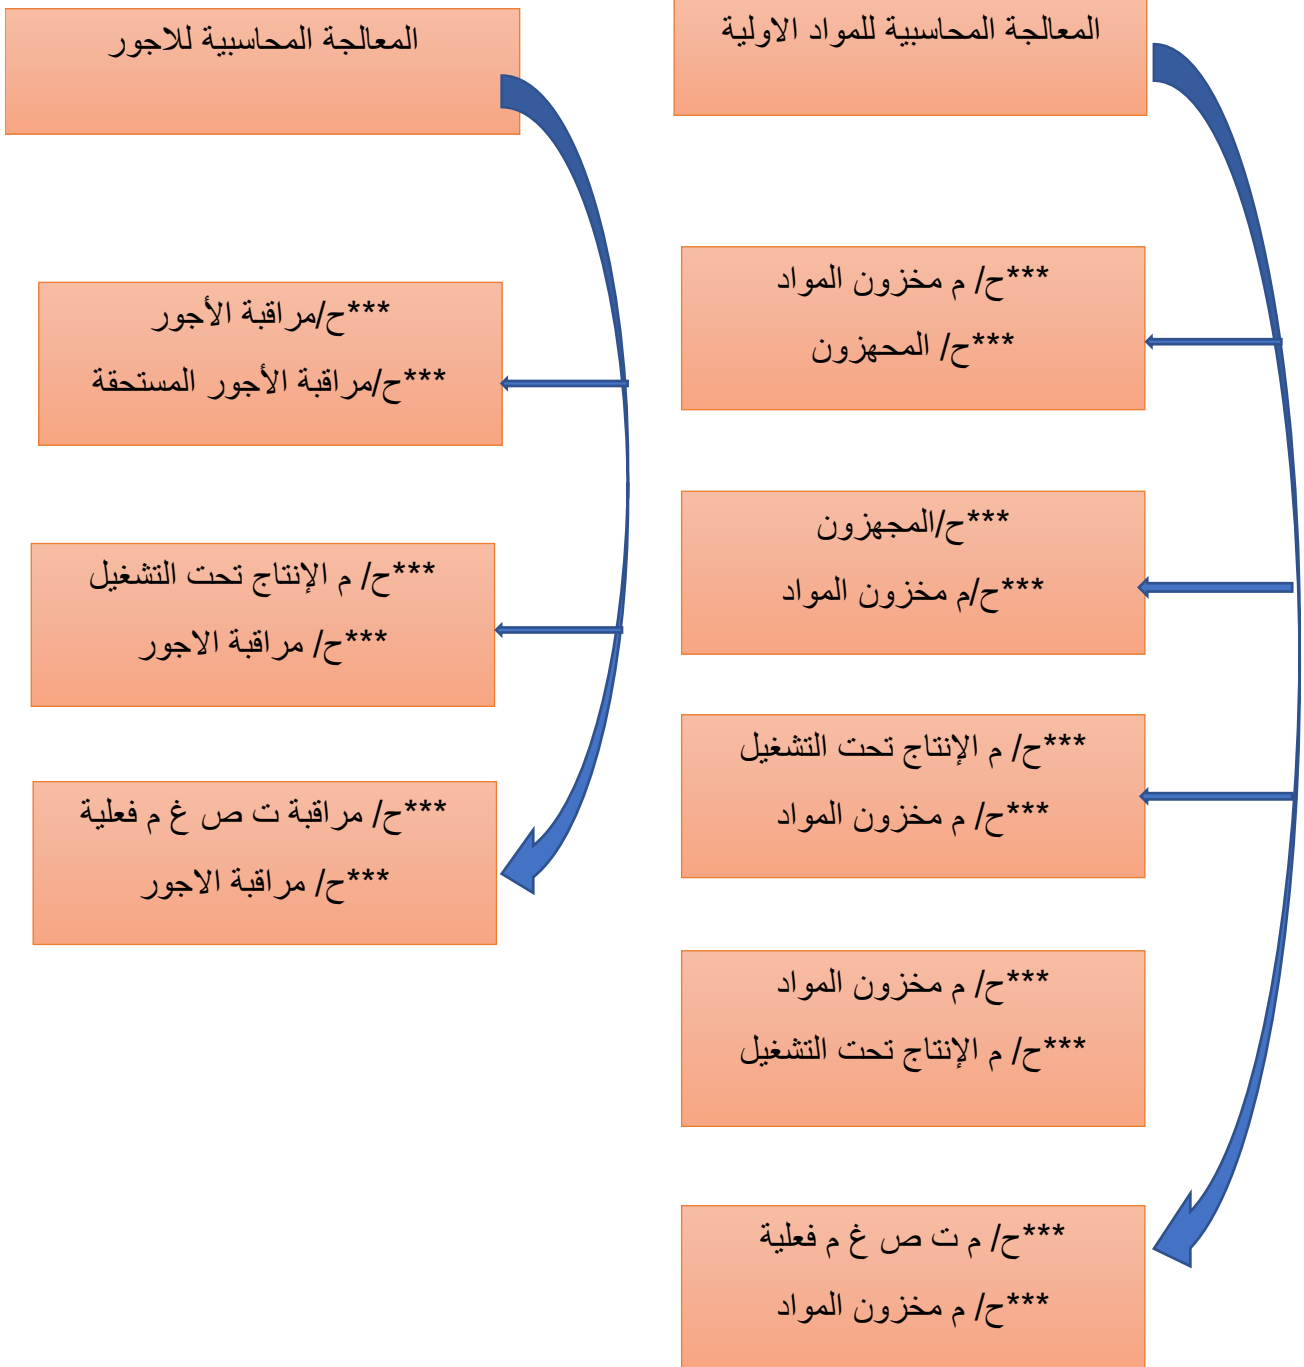 المعالجة المحاسبية للمواد الاولية
***ح/ م مخزون المواد
***ح/ المحهزون
***ح/المجهزون
***ح/م مخزون المواد
***ح/ م الإنتاج تحت التشغيل
***ح/ م مخزون المواد
***ح/ م مخزون المواد
***ح/ م الإنتاج تحت التشغيل
***ح/ م ت ص غ م فعلية
***ح/ م مخزون المواد
المعالجة المحاسبية للاجور
***ح/مراقبة الأجور
***ح/مراقبة الأجور المستحقة
***ح/ م الإنتاج تحت التشغيل
***ح/ مراقبة الاجور
***ح/ مراقبة ت ص غ م فعلية
***ح/ مراقبة الاجور